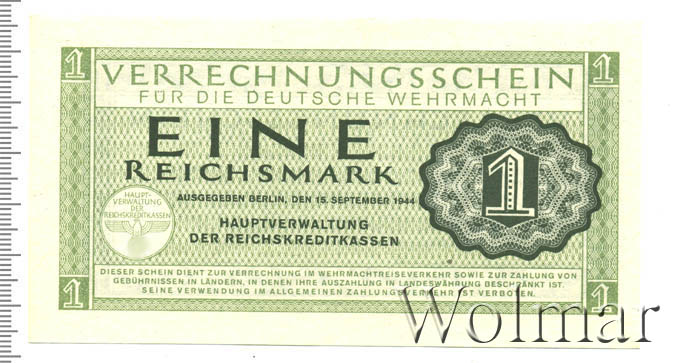 1 1
VERRECHNUNGSSCHEIN
FÜR DIE DEUTSCHE WEHRMACHT
EINE
REICHSMARK
AUSGEGEBEN BERLIN, DEN 15. SEPTEMBER 1944
HAUPTVERWALTUNG
DER REICHSKREDITKASSEN
1
HAUPT-
VERWALTUNG
DER
REICHSKREDITKASSEN
DIESER SCHEIN DIENT ZUR VERRECHNUNG IM WEHRMACHTREISEVERKEHR SOWIE ZUR ZAHLUNG VON
GEBÜHRNISSEN IN LÄNDERN, IN DENEN IHRE AUSZAHLUNG IN LANDESWÄHRUNG BESCHRÄNKT IST.
SEINE VERWENDUNG IM ALLGEMEINEN ZAHLUNGSVERKEHR IST VERBOTEN.
1 1
Wolmar